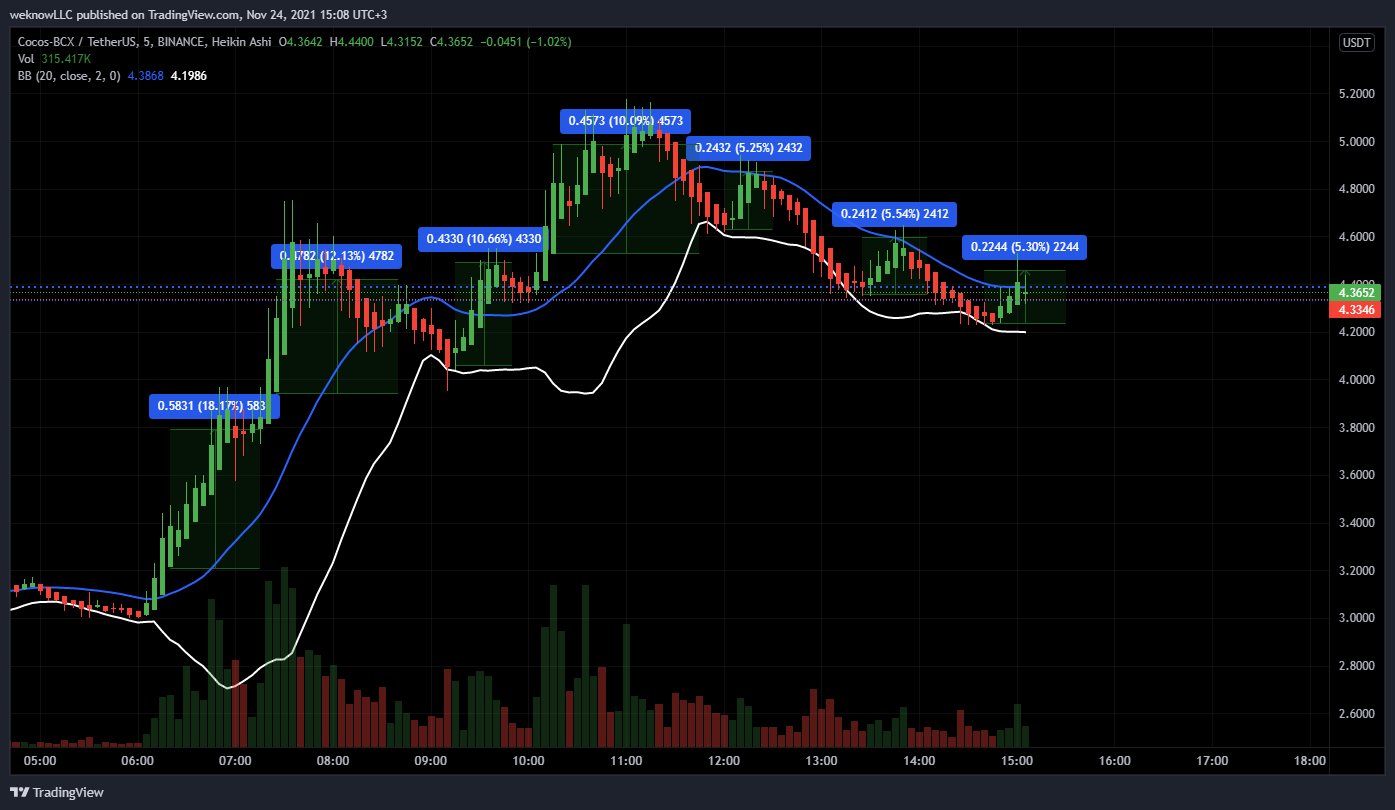 weknowLLC published on TradingView.com, Nov 24, 2021 15:08 UTC+3
Cocos-BCX / TetherUS, 5, BINANCE, Heikin Ashi O4.3642 H4.4400 L4.3152 C4.3652 −0.0451 (−1.02%)
USDT
Vol 315.417K
BB (20, close, 2, 0) 4.3868 4.1986
5.2000
0.4573 (10.09%) 4573
5.0000
0.2432 (5.25%) 2432
4.8000
0.2412 (5.54%) 2412
4.6000
0.4330 (10.66%) 4330
0.2244 (5.30%) 2244
(12.13%) 4782
4.3652
4.3346
4.2000
4.0000
0.5831 (18.17%)
3.8000
3.6000
3.4000
3.2000
3.0000
2.8000
2.6000
05:00 06:00 07:00 08:00 09:00 10:00 11:00 12:00 13:00 14:00 15:00 16:00 17:00 18:00
TradingView